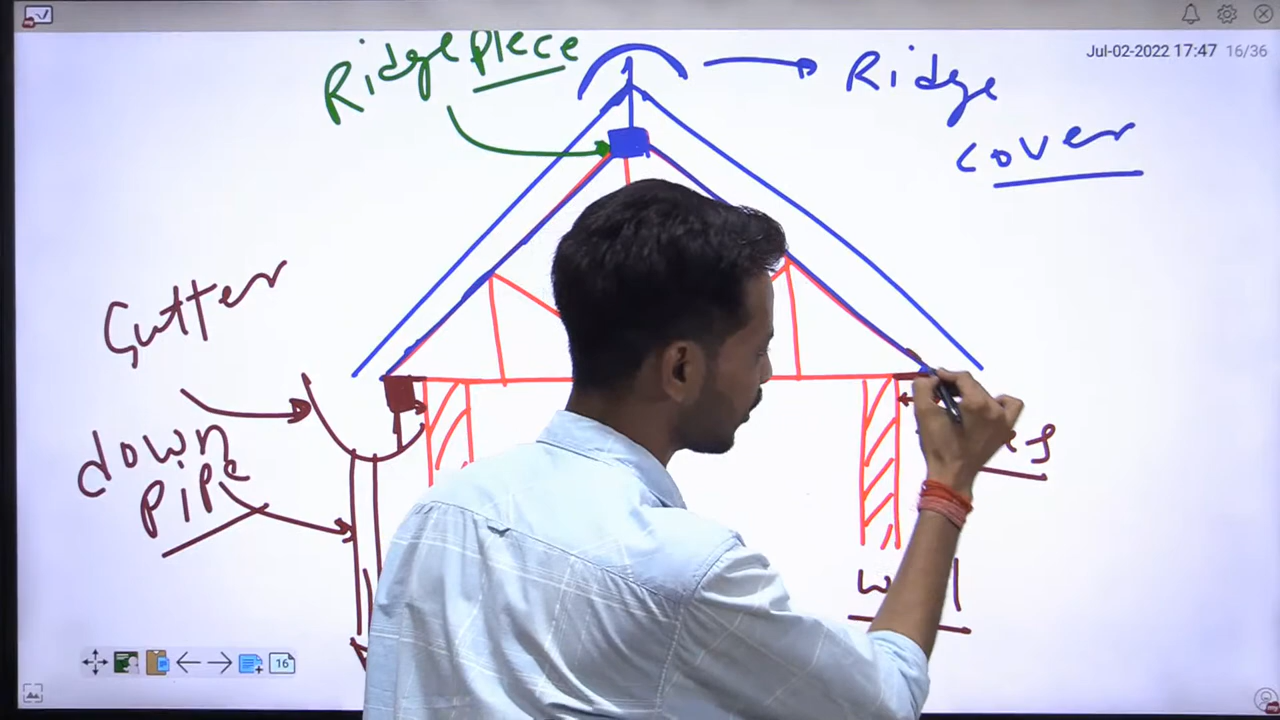 Jul-02-2022 17:47 16/36
Ridge piece
Ridge
cover
Gutter
down
pipe
16